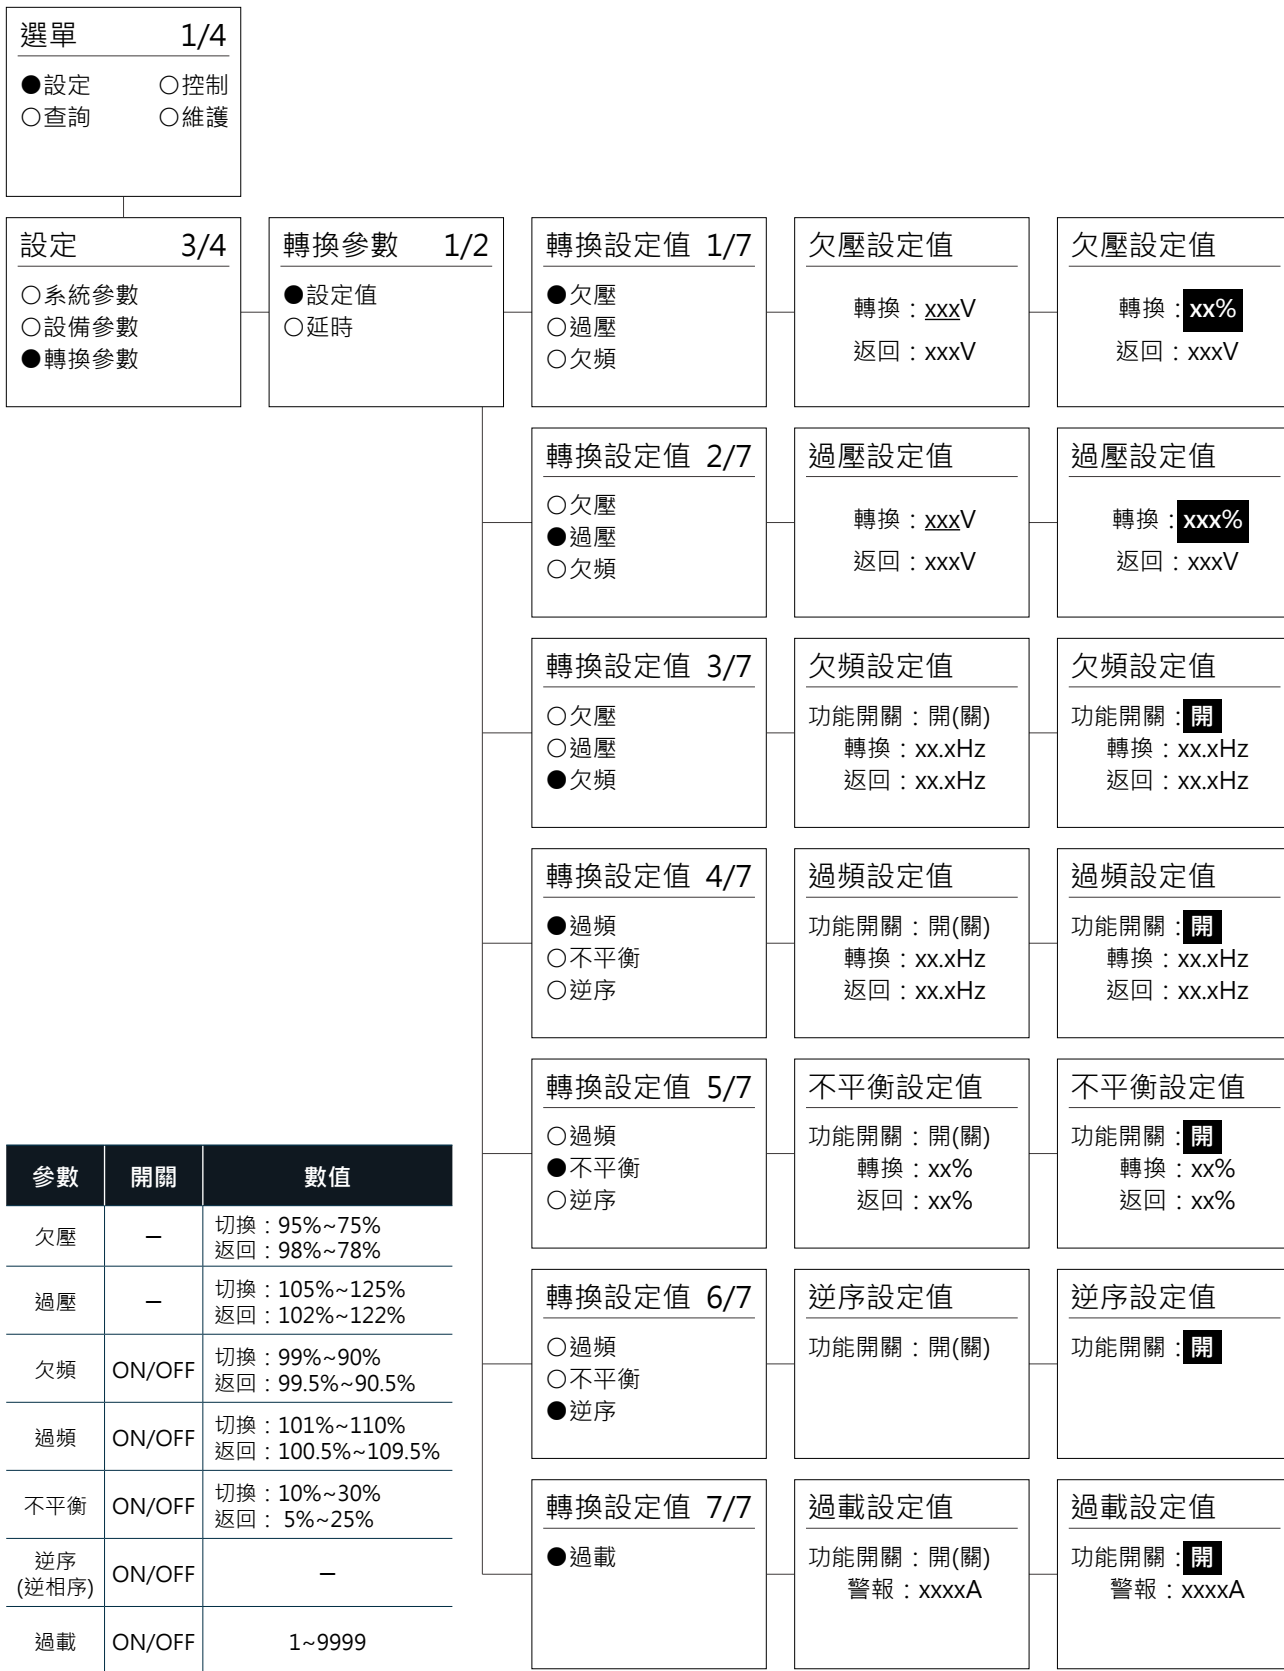 選單 1/4
●設定 ○控制
○查詢 ○維護
設定 3/4
○系統參數
○設備參數
●轉換參數
轉換參數 1/2
●設定值
○延時
轉換設定值 1/7
●欠壓
○過壓
○欠頻
欠壓設定值
轉換：xxxV
返回：xxxV
欠壓設定值
轉換：xx%
返回：xxxV
轉換設定值 2/7
○欠壓
●過壓
○欠頻
過壓設定值
轉換：xxxV
返回：xxxV
過壓設定值
轉換：xxx%
返回：xxxV
轉換設定值 3/7
○欠壓
○過壓
●欠頻
欠頻設定值
功能開關：開(關)
轉換：xx.xHz
返回：xx.xHz
欠頻設定值
功能開關：開
轉換：xx.xHz
返回：xx.xHz
轉換設定值 4/7
●過頻
○不平衡
○逆序
過頻設定值
功能開關：開(關)
轉換：xx.xHz
返回：xx.xHz
過頻設定值
功能開關：開
轉換：xx.xHz
返回：xx.xHz
轉換設定值 5/7
○過頻
●不平衡
○逆序
不平衡設定值
功能開關：開(關)
轉換：xx%
返回：xx%
不平衡設定值
功能開關：開
轉換：xx%
返回：xx%
轉換設定值 6/7
○過頻
○不平衡
●逆序
逆序設定值
功能開關：開(關)
逆序設定值
功能開關：開
轉換設定值 7/7
●過載
過載設定值
功能開關：開(關)
警報：xxxxA
過載設定值
功能開關：開
警報：xxxxA
參數 開關 數值
欠壓 — 切換：95%~75%
返回：98%~78%
過壓 — 切換：105%~125%
返回：102%~122%
欠頻 ON/OFF 切換：99%~90%
返回：99.5%~90.5%
過頻 ON/OFF 切換：101%~110%
返回：100.5%~109.5%
不平衡 ON/OFF 切換：10%~30%
返回： 5%~25%
逆序
(逆相序) ON/OFF —
過載 ON/OFF 1~9999